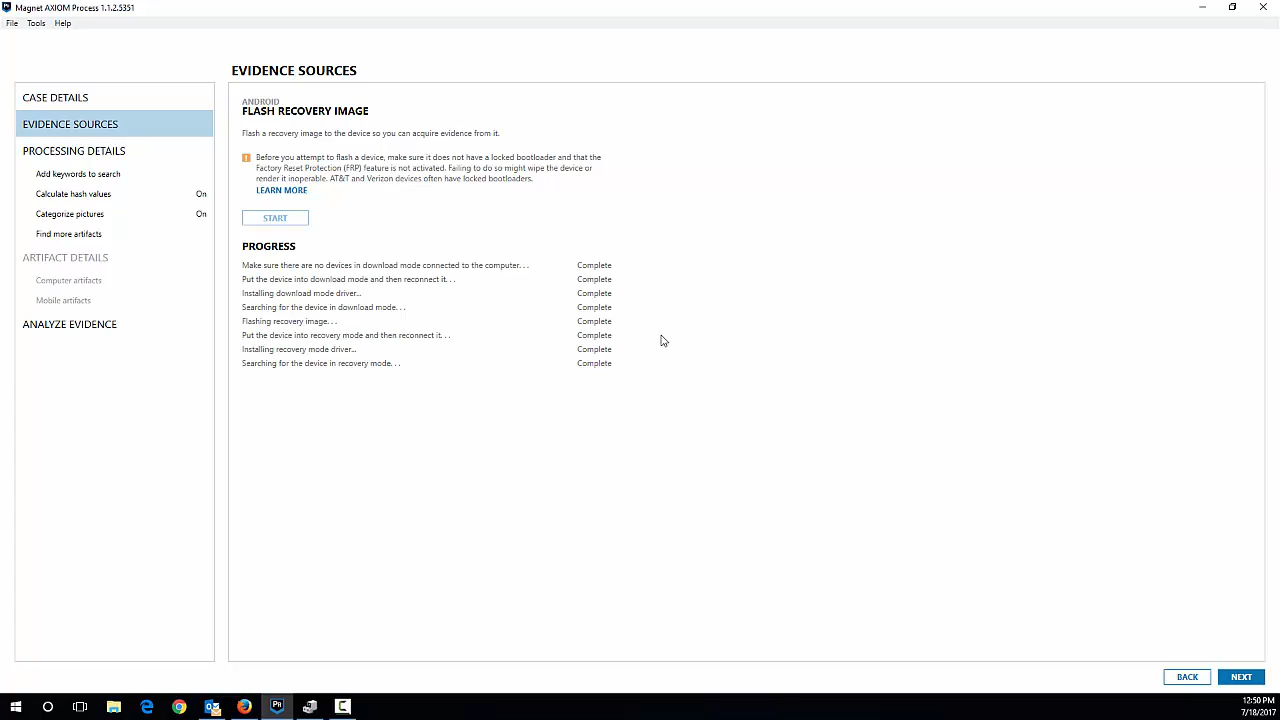 Magnet AXIOM Process 1.1.2.5351
File Tools Help
EVIDENCE SOURCES
CASE DETAILS
EVIDENCE SOURCES
PROCESSING DETAILS
Add keywords to search
Calculate hash values On
Categorize pictures On
Find more artifacts
ARTIFACT DETAILS
Computer artifacts
Mobile artifacts
ANALYZE EVIDENCE
ANDROID
FLASH RECOVERY IMAGE
Flash a recovery image to the device so you can acquire evidence from it.
Before you attempt to flash a device, make sure it does not have a locked bootloader and that the
Factory Reset Protection (FRP) feature is not activated. Failing to do so might wipe the device or
render it inoperable. AT&T and Verizon devices often have locked bootloaders.
LEARN MORE
START
PROGRESS
Make sure there are no devices in download mode connected to the computer. . . Complete
Put the device into download mode and then reconnect it. . . Complete
Installing download mode driver... Complete
Searching for the device in download mode. . . Complete
Flashing recovery image. . . Complete
Put the device into recovery mode and then reconnect it. . . Complete
Installing recovery mode driver... Complete
Searching for the device in recovery mode. . . Complete
BACK NEXT
12:50 PM
7/18/2017